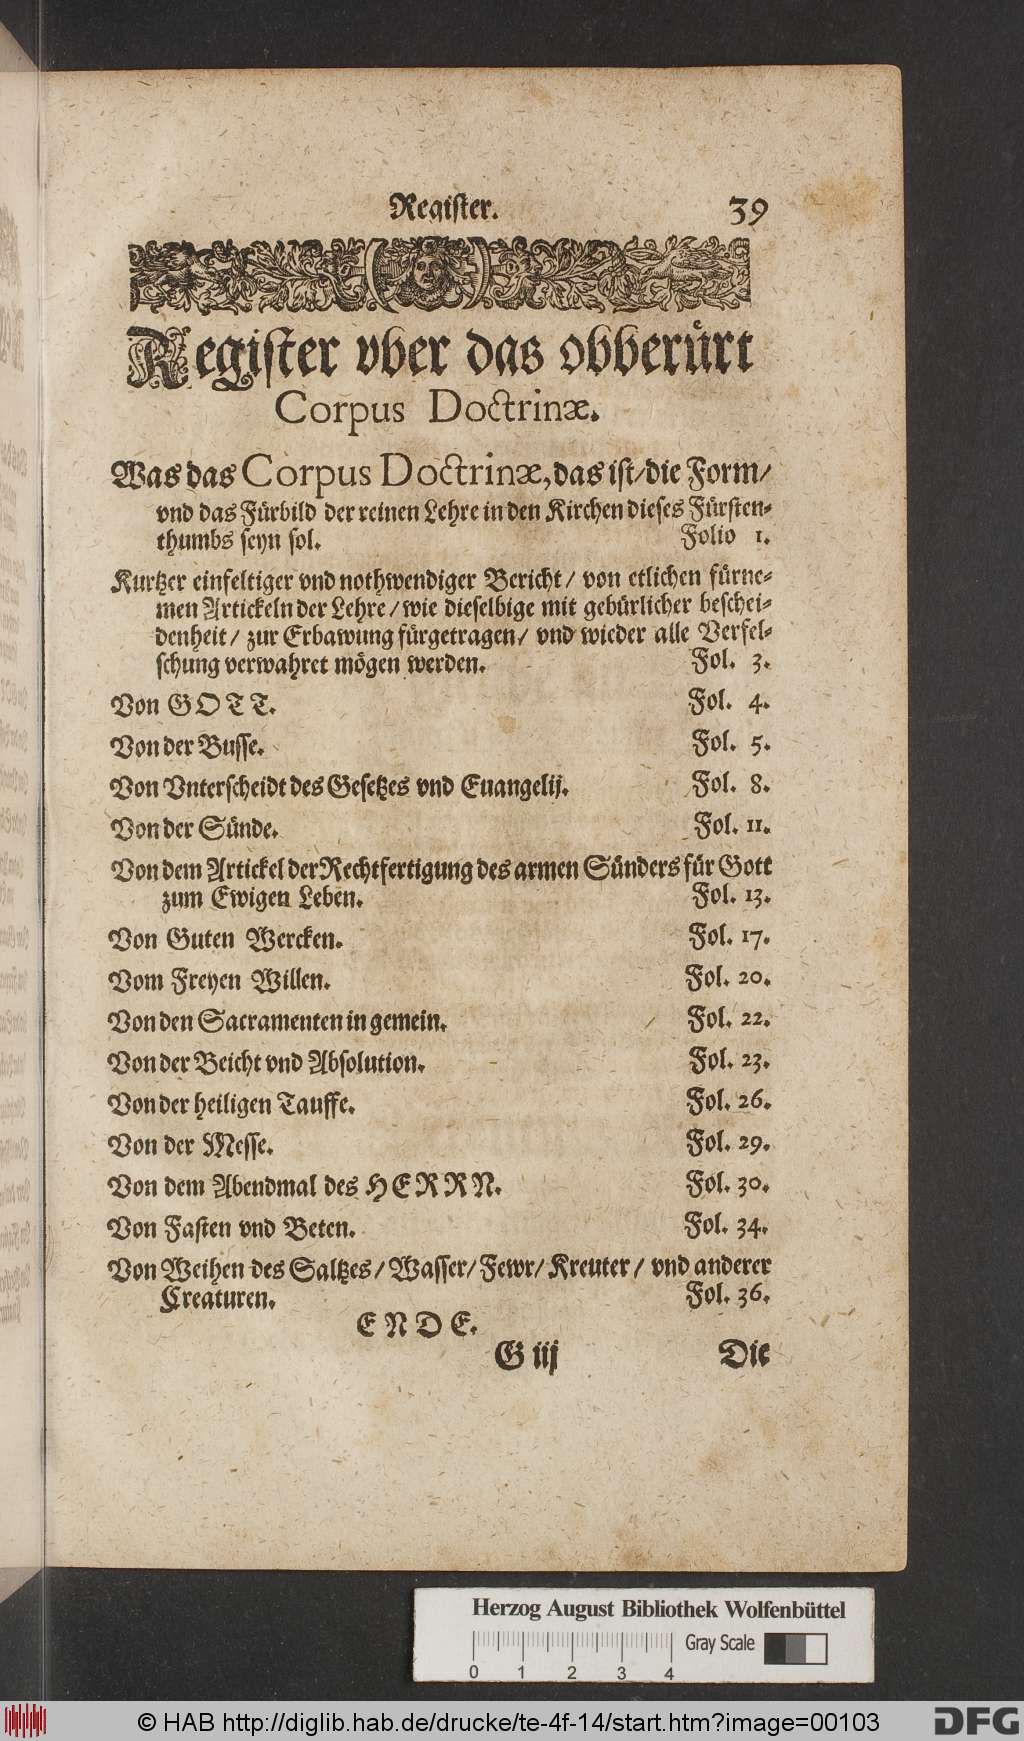 Register. 39
Register vber das obberürt
Corpus Doctrinæ.
Was das Corpus Doctrinæ, das ist/ die Form/
vnd das Fürbild der reinen Lehre in den Kirchen dieses Fürsten-
thumbs seyn sol. Folio 1.
Kurtzer einfeltiger vnd nothwendiger Bericht/ von etlichen fürne-
men Artickeln der Lehre/ wie dieselbige mit gebürlicher beschei-
denheit/ zur Erbawung fürgetragen/ vnd wieder alle Verfel-
schung verwahret mögen werden. Fol. 3.
Von GOTT. Fol. 4.
Von der Busse. Fol. 5.
Von Vnterscheidt des Gesetzes vnd Euangelij. Fol. 8.
Von der Sünde. Fol. 11.
Von dem Artickel der Rechtfertigung des armen Sünders für Gott
zum Ewigen Leben. Fol. 13.
Von Guten Wercken. Fol. 17.
Vom Freyen Willen. Fol. 20.
Von den Sacramenten in gemein. Fol. 22.
Von der Beicht vnd Absolution. Fol. 23.
Von der heiligen Tauffe. Fol. 26.
Von der Messe. Fol. 29.
Von dem Abendmal des HERRN. Fol. 30.
Von Fasten vnd Beten. Fol. 34.
Von Weihen des Saltzes/ Wasser/ Fewr/ Kreuter/ vnd anderer
Creaturen. Fol. 36.
ENDE.
G iij Die
Herzog August Bibliothek Wolfenbüttel
Gray Scale
0 1 2 3 4
© HAB http://diglib.hab.de/drucke/te-4f-14/start.htm?image=00103
DFG